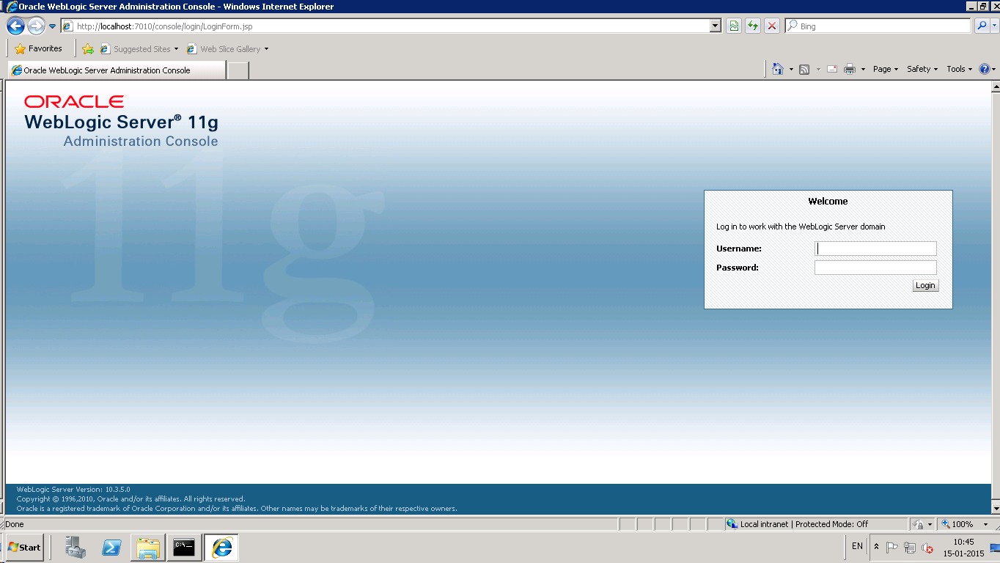 Oracle WebLogic Server Administration Console - Windows Internet Explorer
http://localhost:7010/console/login/LoginForm.jsp
Bing
Favorites
Suggested Sites
Web Slice Gallery
Oracle WebLogic Server Administration Console
Page
Safety
Tools
ORACLE
WebLogic Server® 11g
Administration Console
11g
Welcome
Log in to work with the WebLogic Server domain
Username:
Password:
Login
WebLogic Server Version: 10.3.5.0
Copyright © 1996,2010, Oracle and/or its affiliates. All rights reserved.
Oracle is a registered trademark of Oracle Corporation and/or its affiliates. Other names may be trademarks of their respective owners.
Done
Local intranet | Protected Mode: Off
100%
Start
C:\_
EN
10:45
15-01-2015